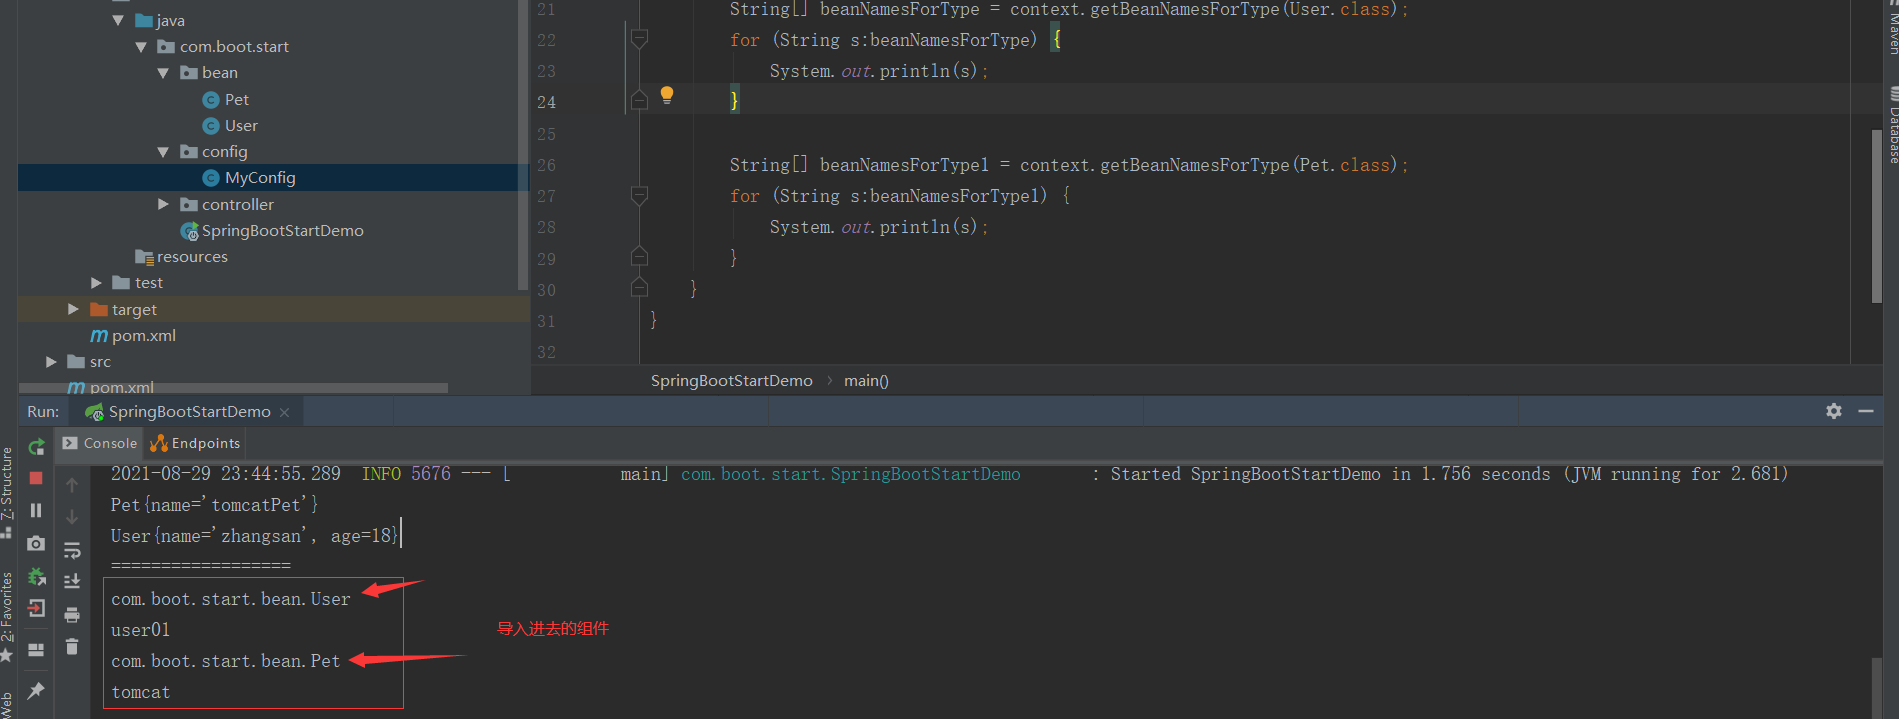 java
com.boot.start
bean
Pet
User
config
MyConfig
controller
SpringBootStartDemo
resources
test
target
pom.xml
src
pom.xml
21 String[] beanNamesForType = context.getBeanNamesForType(User.class);
22 for (String s:beanNamesForType) {
23 System.out.println(s);
24 }
25
26 String[] beanNamesForType1 = context.getBeanNamesForType(Pet.class);
27 for (String s:beanNamesForType1) {
28 System.out.println(s);
29 }
30 }
31 }
32
SpringBootStartDemo › main()
Maven
Database
Run: SpringBootStartDemo ×
Console Endpoints
2021-08-29 23:44:55.289 INFO 5676 --- [ main] com.boot.start.SpringBootStartDemo : Started SpringBootStartDemo in 1.756 seconds (JVM running for 2.681)
Pet{name='tomcatPet'}
User{name='zhangsan', age=18}
==================
com.boot.start.bean.User
user01
com.boot.start.bean.Pet
tomcat
导入进去的组件
Z: Structure
2: Favorites
Web